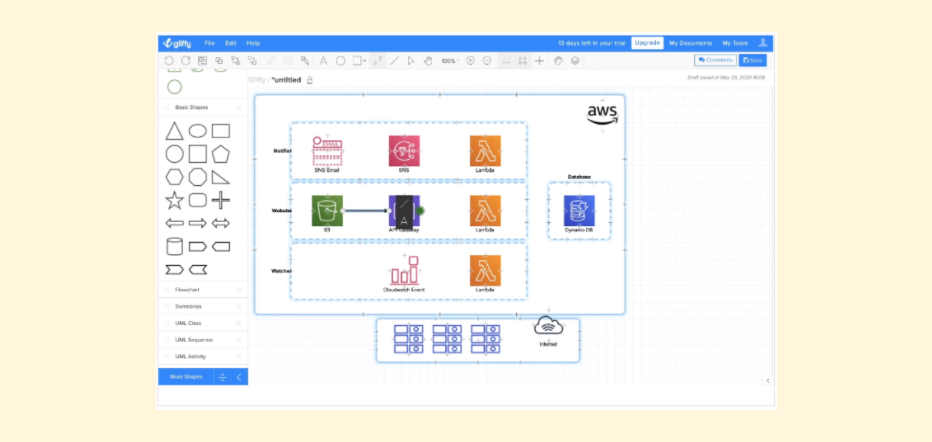 gliffy File Edit Help 13 days left in your trial Upgrade My Documents My Team
A 100% Comments Save
Gliffy / *untitled Draft saved at May 29, 2020 16:09
Basic Shapes
aws
Notifier
SNS Email SNS Lambda
Database
Website
S3 API Gateway Lambda Dynamo DB
Watcher
Cloudwatch Event Lambda
Flowchart
Swimlanes
UML Class
Internet
UML Sequence
UML Activity
More Shapes